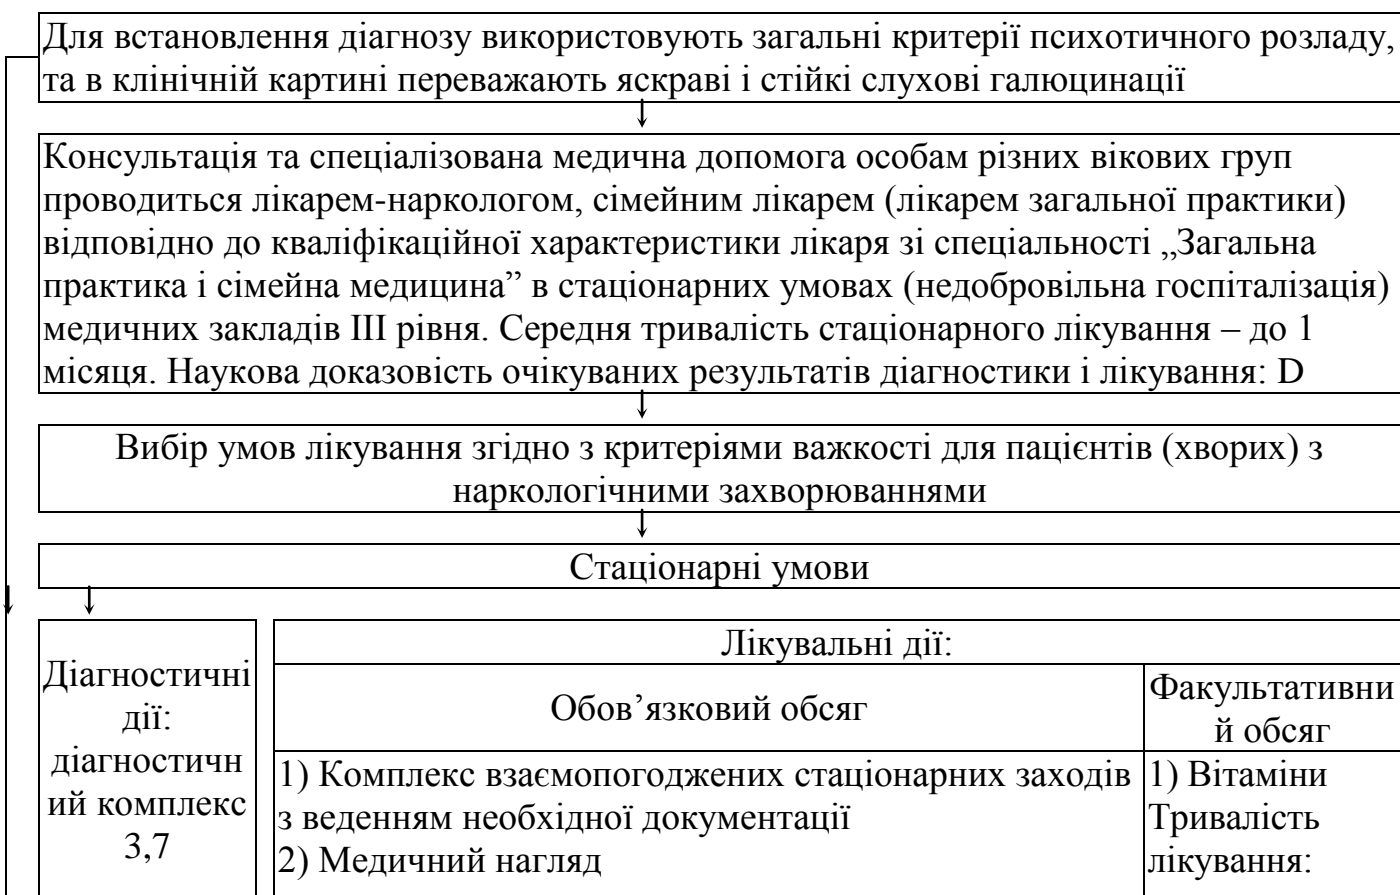 Для встановлення діагнозу використовують загальні критерії психотичного розладу,
та в клінічній картині переважають яскраві і стійкі слухові галюцинації
Консультація та спеціалізована медична допомога особам різних вікових груп
проводиться лікарем-наркологом, сімейним лікарем (лікарем загальної практики)
відповідно до кваліфікаційної характеристики лікаря зі спеціальності „Загальна
практика і сімейна медицина” в стаціонарних умовах (недобровільна госпіталізація)
медичних закладів III рівня. Середня тривалість стаціонарного лікування – до 1
місяця. Наукова доказовість очікуваних результатів діагностики і лікування: D
Вибір умов лікування згідно з критеріями важкості для пацієнтів (хворих) з
наркологічними захворюваннями
Стаціонарні умови
Діагностичні
дії:
діагностичн
ий комплекс
3,7
Лікувальні дії:
Обов’язковий обсяг
Факультативни
й обсяг
1) Комплекс взаємопогоджених стаціонарних заходів
з веденням необхідної документації
2) Медичний нагляд
1) Вітаміни
Тривалість
лікування: